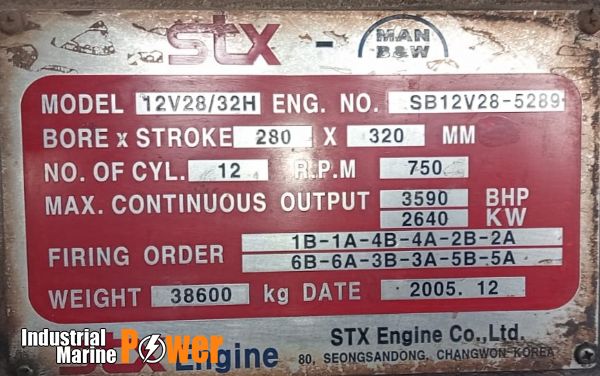 STX - MAN B&W
MODEL 12V28/32H ENG. NO. SB12V28-5289
BORE x STROKE 280 X 320 MM
NO. OF CYL. 12 R.P.M 750
MAX. CONTINUOUS OUTPUT 3590 BHP
2640 KW
FIRING ORDER 1B-1A-4B-4A-2B-2A
6B-6A-3B-3A-5B-5A
WEIGHT 38600 kg DATE 2005. 12
Industrial Marine Power
STX Engine STX Engine Co.,Ltd.
80, SEONGSANDONG, CHANGWON KOREA